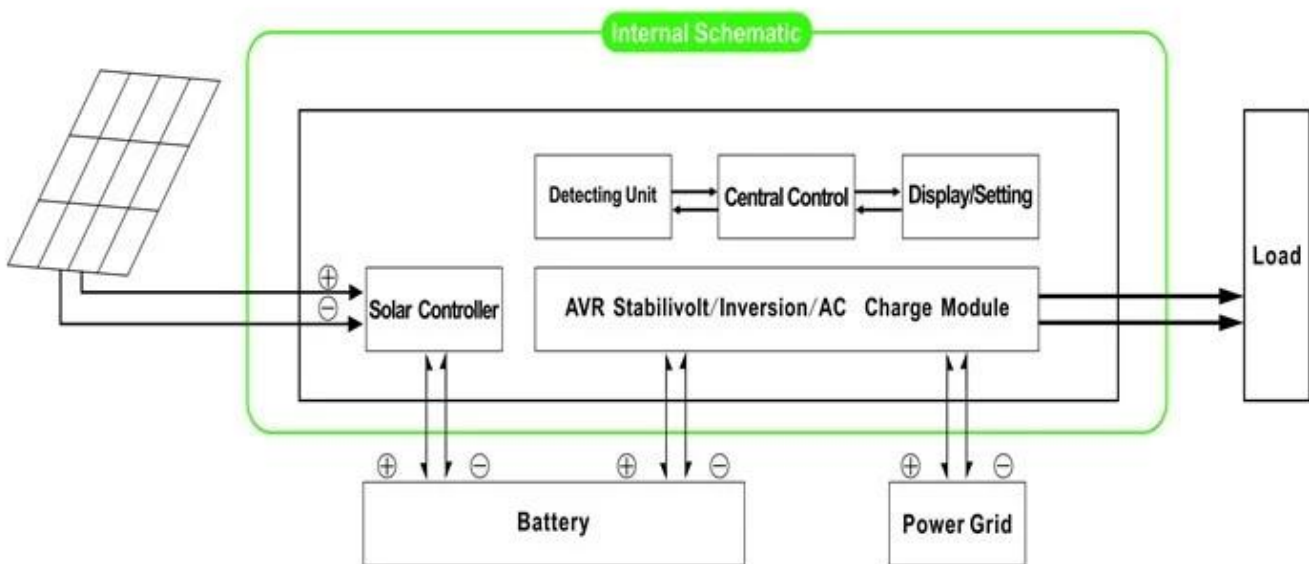 Internal Schematic
Detecting Unit
Central Control
Display/Setting
Load
⊕
⊖
Solar Controller
AVR Stabilivolt/Inversion/AC Charge Module
⊕ ⊖ ⊕ ⊖ ⊕ ⊖
Battery
Power Grid